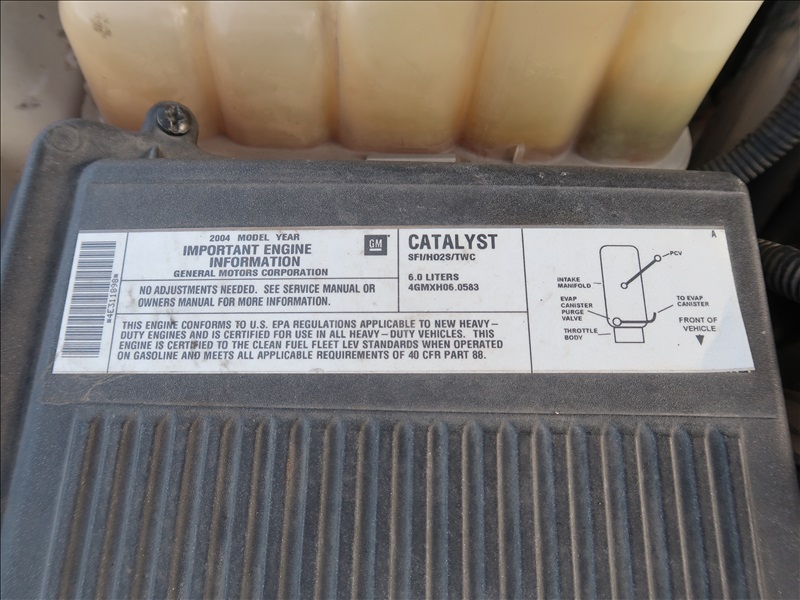 *4E311898*
2004 MODEL YEAR
IMPORTANT ENGINE
INFORMATION
GENERAL MOTORS CORPORATION
GM
NO ADJUSTMENTS NEEDED. SEE SERVICE MANUAL OR
OWNERS MANUAL FOR MORE INFORMATION.
CATALYST
SFI/HO2S/TWC
6.0 LITERS
4GMXH06.0583
THIS ENGINE CONFORMS TO U.S. EPA REGULATIONS APPLICABLE TO NEW HEAVY-
DUTY ENGINES AND IS CERTIFIED FOR USE IN ALL HEAVY-DUTY VEHICLES. THIS
ENGINE IS CERTIFIED TO THE CLEAN FUEL FLEET LEV STANDARDS WHEN OPERATED
ON GASOLINE AND MEETS ALL APPLICABLE REQUIREMENTS OF 40 CFR PART 88.
A
PCV
INTAKE
MANIFOLD
EVAP
CANISTER
PURGE
VALVE
THROTTLE
BODY
TO EVAP
CANISTER
FRONT OF
VEHICLE